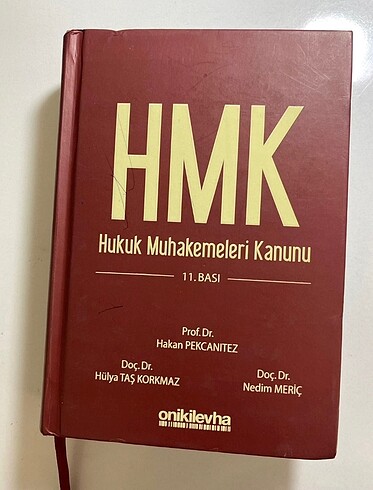 HMK
Hukuk Muhakemeleri Kanunu
11. BASI
Prof. Dr.
Hakan PEKCANITEZ
Doç. Dr.
Hülya TAŞ KORKMAZ
Doç. Dr.
Nedim MERİÇ
onikilevha